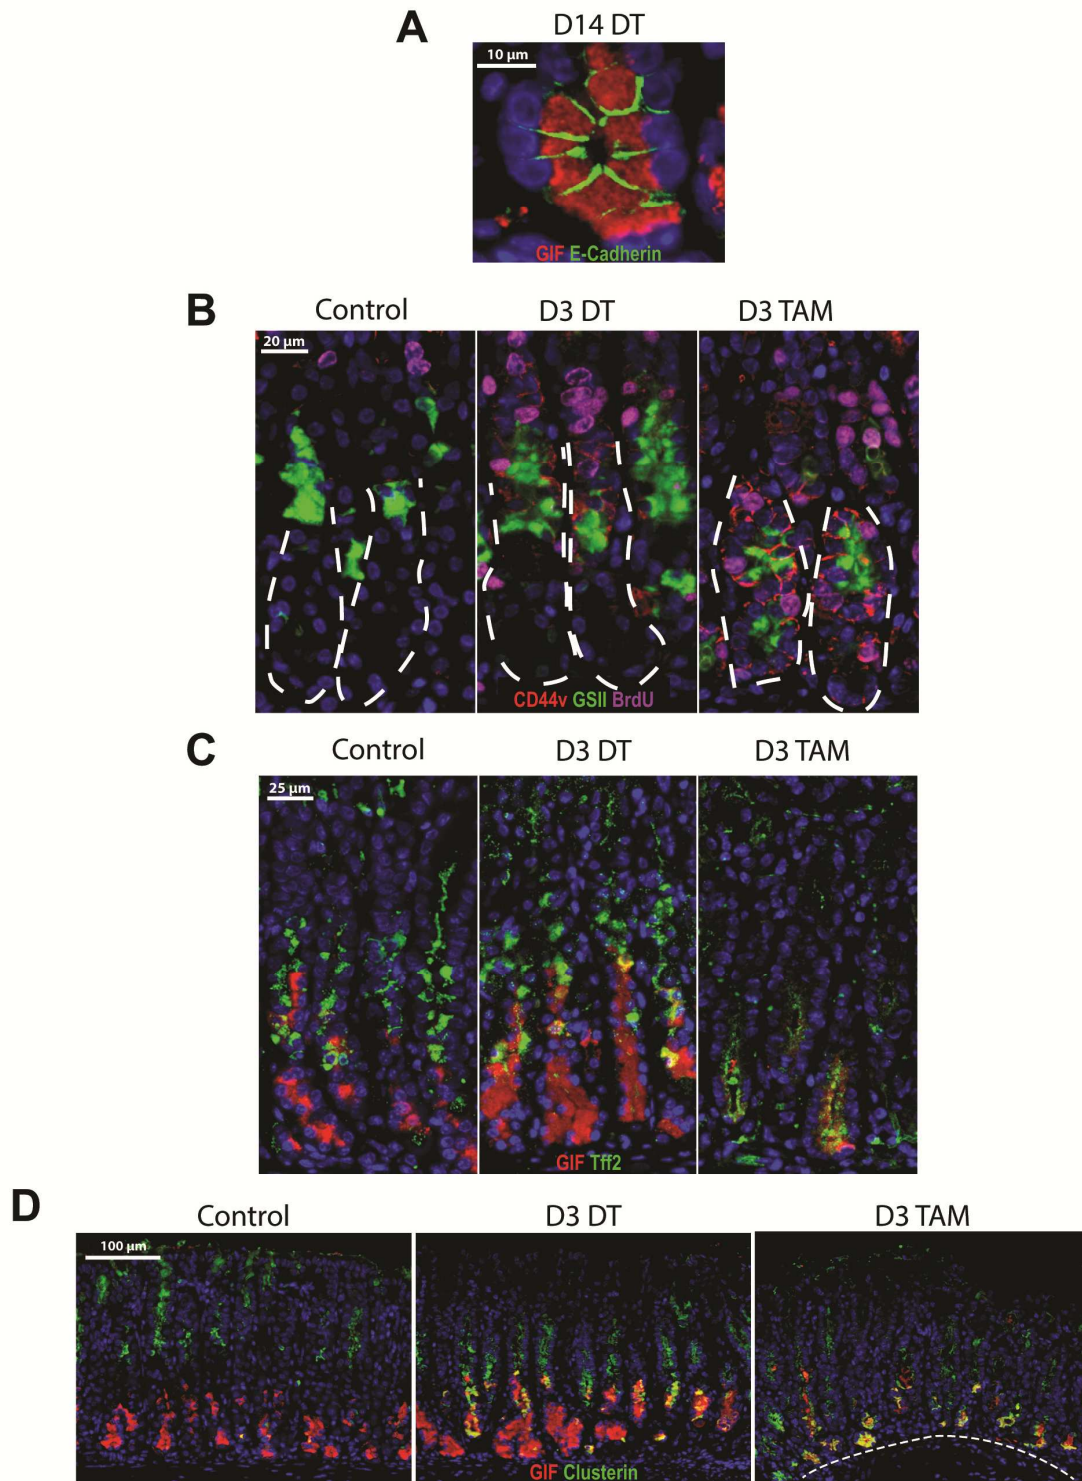 A
D14 DT
10 µm
GIF E-Cadherin
B
Control
D3 DT
D3 TAM
20 µm
CD44v GSII BrdU
C
Control
D3 DT
D3 TAM
25 µm
GIF Tff2
D
Control
D3 DT
D3 TAM
100 µm
GIF Clusterin